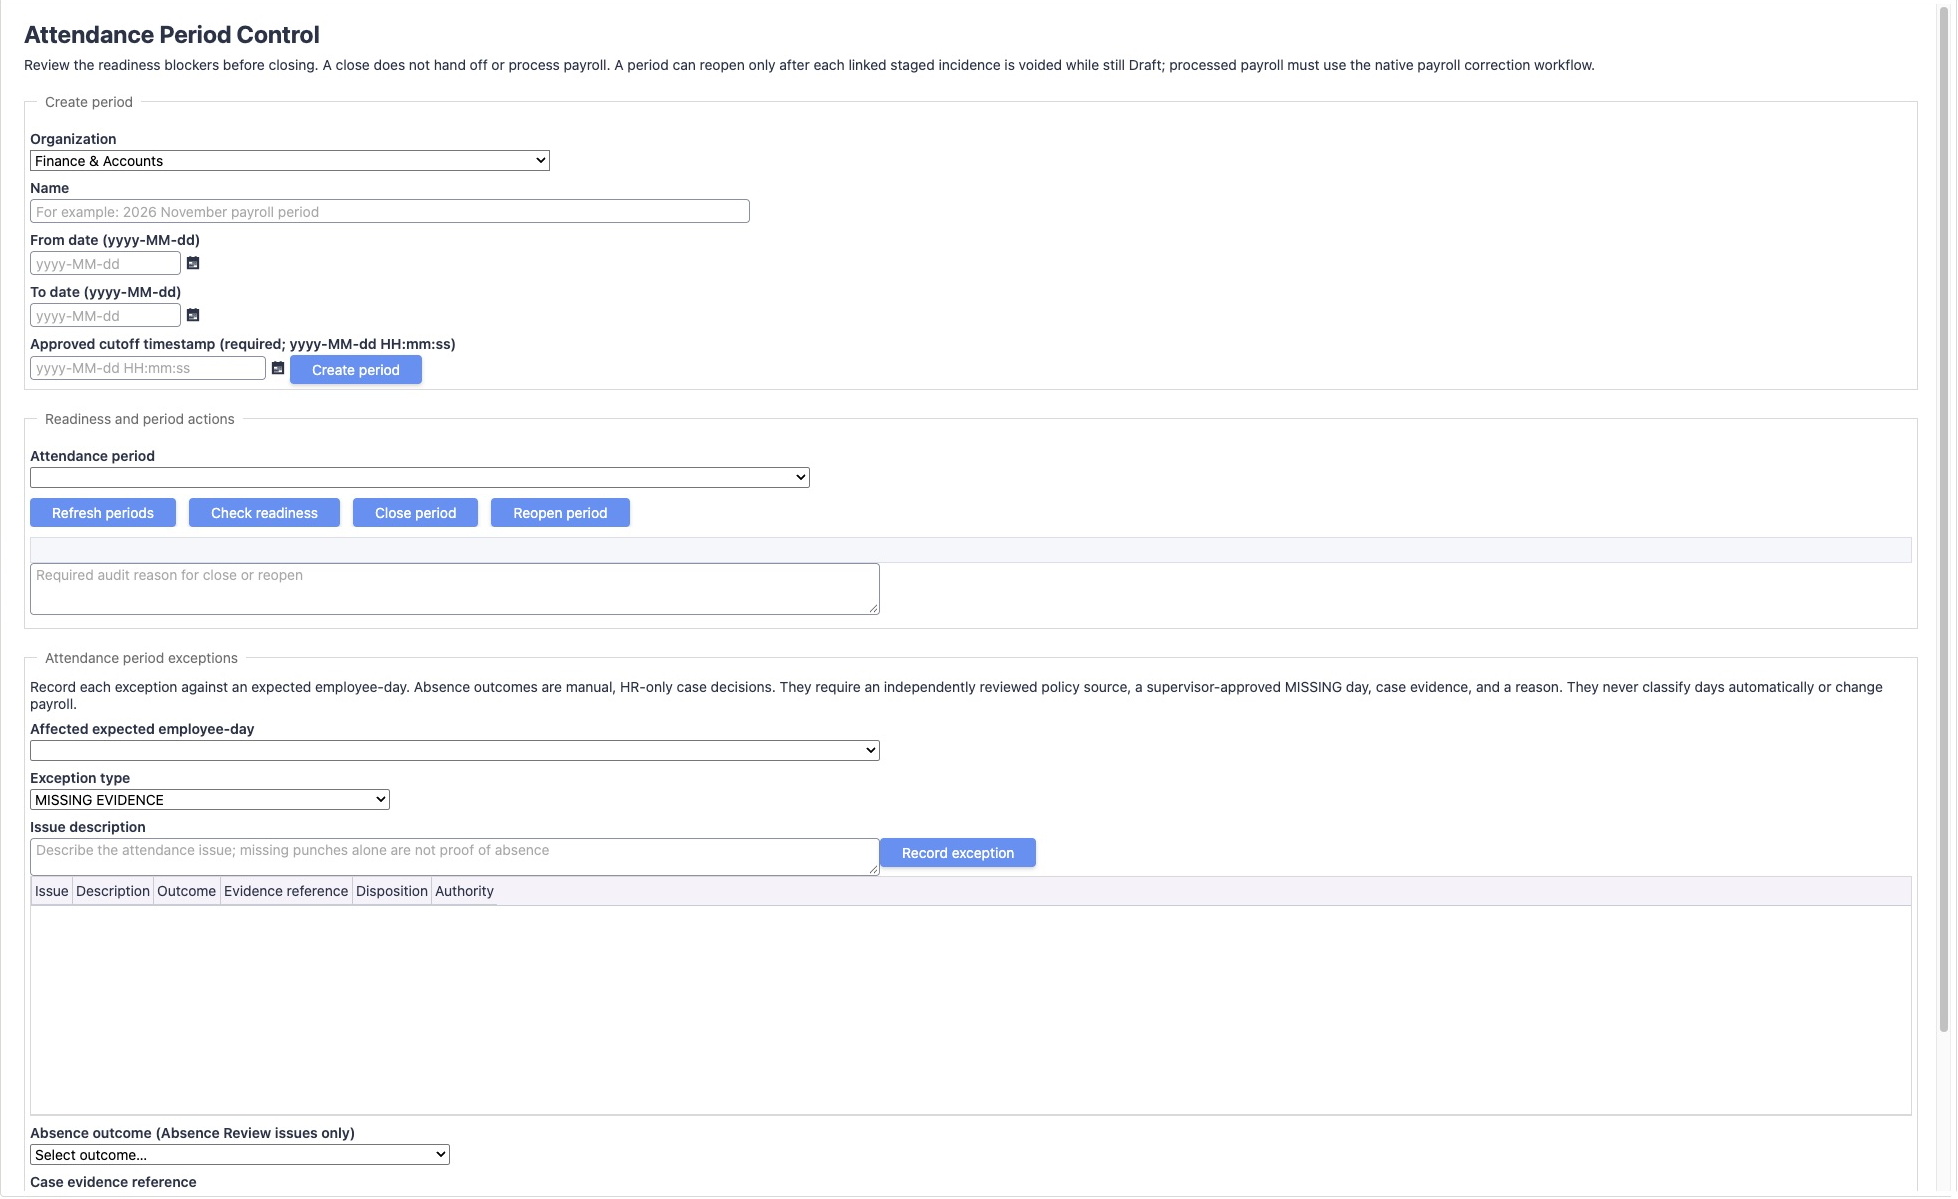 Attendance Period Control
Review the readiness blockers before closing. A close does not hand off or process payroll. A period can reopen only after each linked staged incidence is voided while still Draft; processed payroll must use the native payroll correction workflow.
Create period
Organization
Finance & Accounts
Name
For example: 2026 November payroll period
From date (yyyy-MM-dd)
yyyy-MM-dd
To date (yyyy-MM-dd)
yyyy-MM-dd
Approved cutoff timestamp (required; yyyy-MM-dd HH:mm:ss)
yyyy-MM-dd HH:mm:ss Create period
Readiness and period actions
Attendance period
Refresh periods Check readiness Close period Reopen period
Required audit reason for close or reopen
Attendance period exceptions
Record each exception against an expected employee-day. Absence outcomes are manual, HR-only case decisions. They require an independently reviewed policy source, a supervisor-approved MISSING day, case evidence, and a reason. They never classify days automatically or change
payroll.
Affected expected employee-day
Exception type
MISSING EVIDENCE
Issue description
Describe the attendance issue; missing punches alone are not proof of absence Record exception
Issue Description Outcome Evidence reference Disposition Authority
Absence outcome (Absence Review issues only)
Select outcome...
Case evidence reference